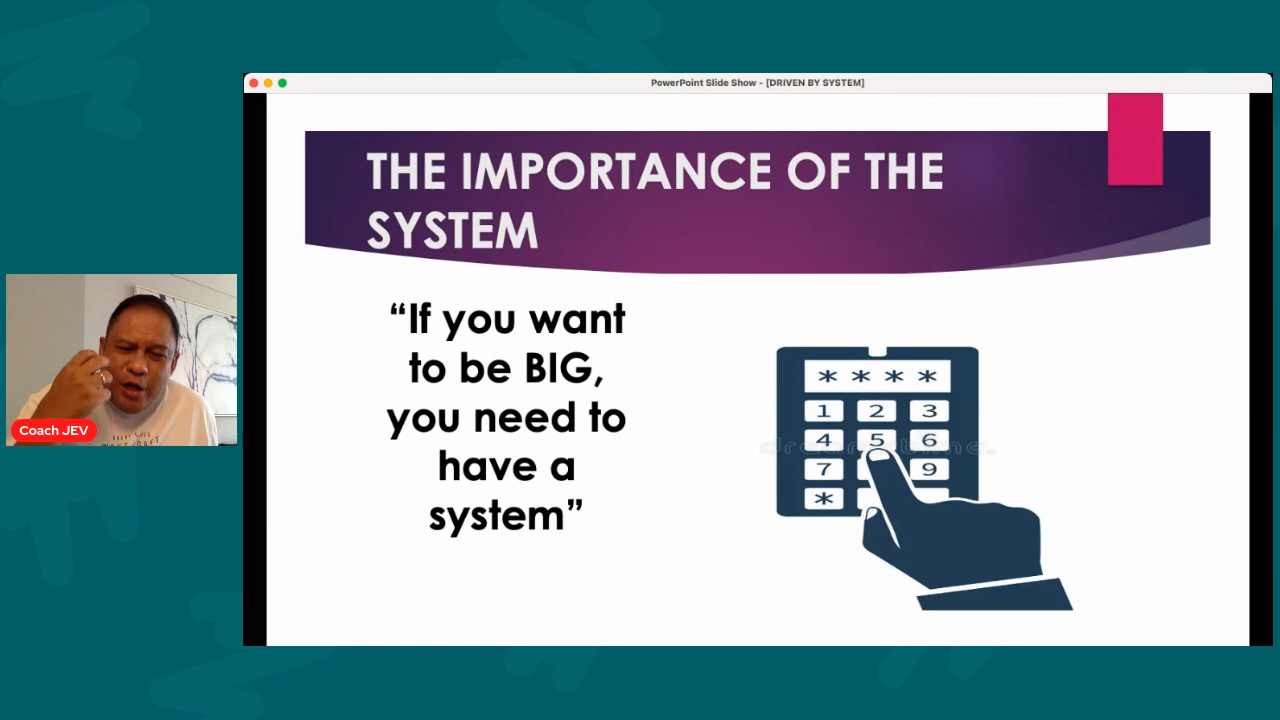 PowerPoint Slide Show - [DRIVEN BY SYSTEM]
THE IMPORTANCE OF THE
SYSTEM
“If you want
to be BIG,
you need to
have a
system”
* * * *
1 2 3
4 5 6
7 9
*
Coach JEV